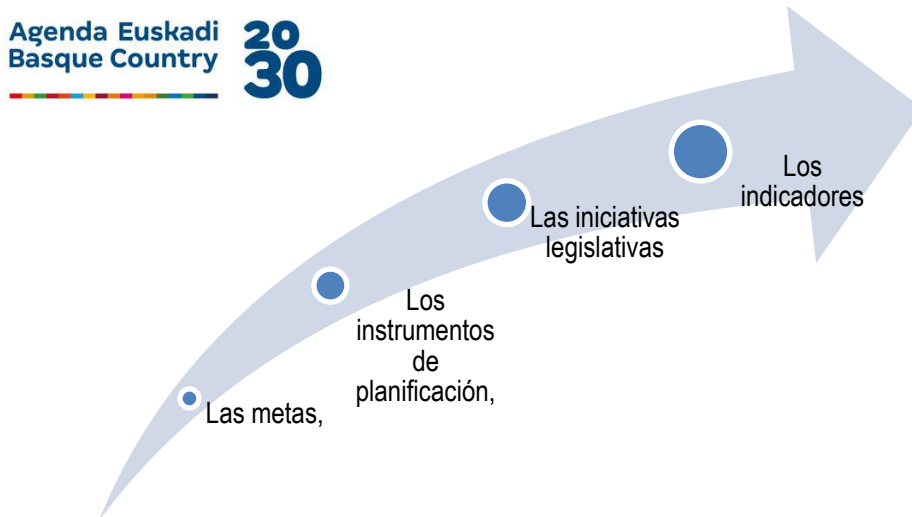 Agenda Euskadi
Basque Country
20
30
Los
indicadores
Las iniciativas
legislativas
Los
instrumentos
de
planificación,
Las metas,